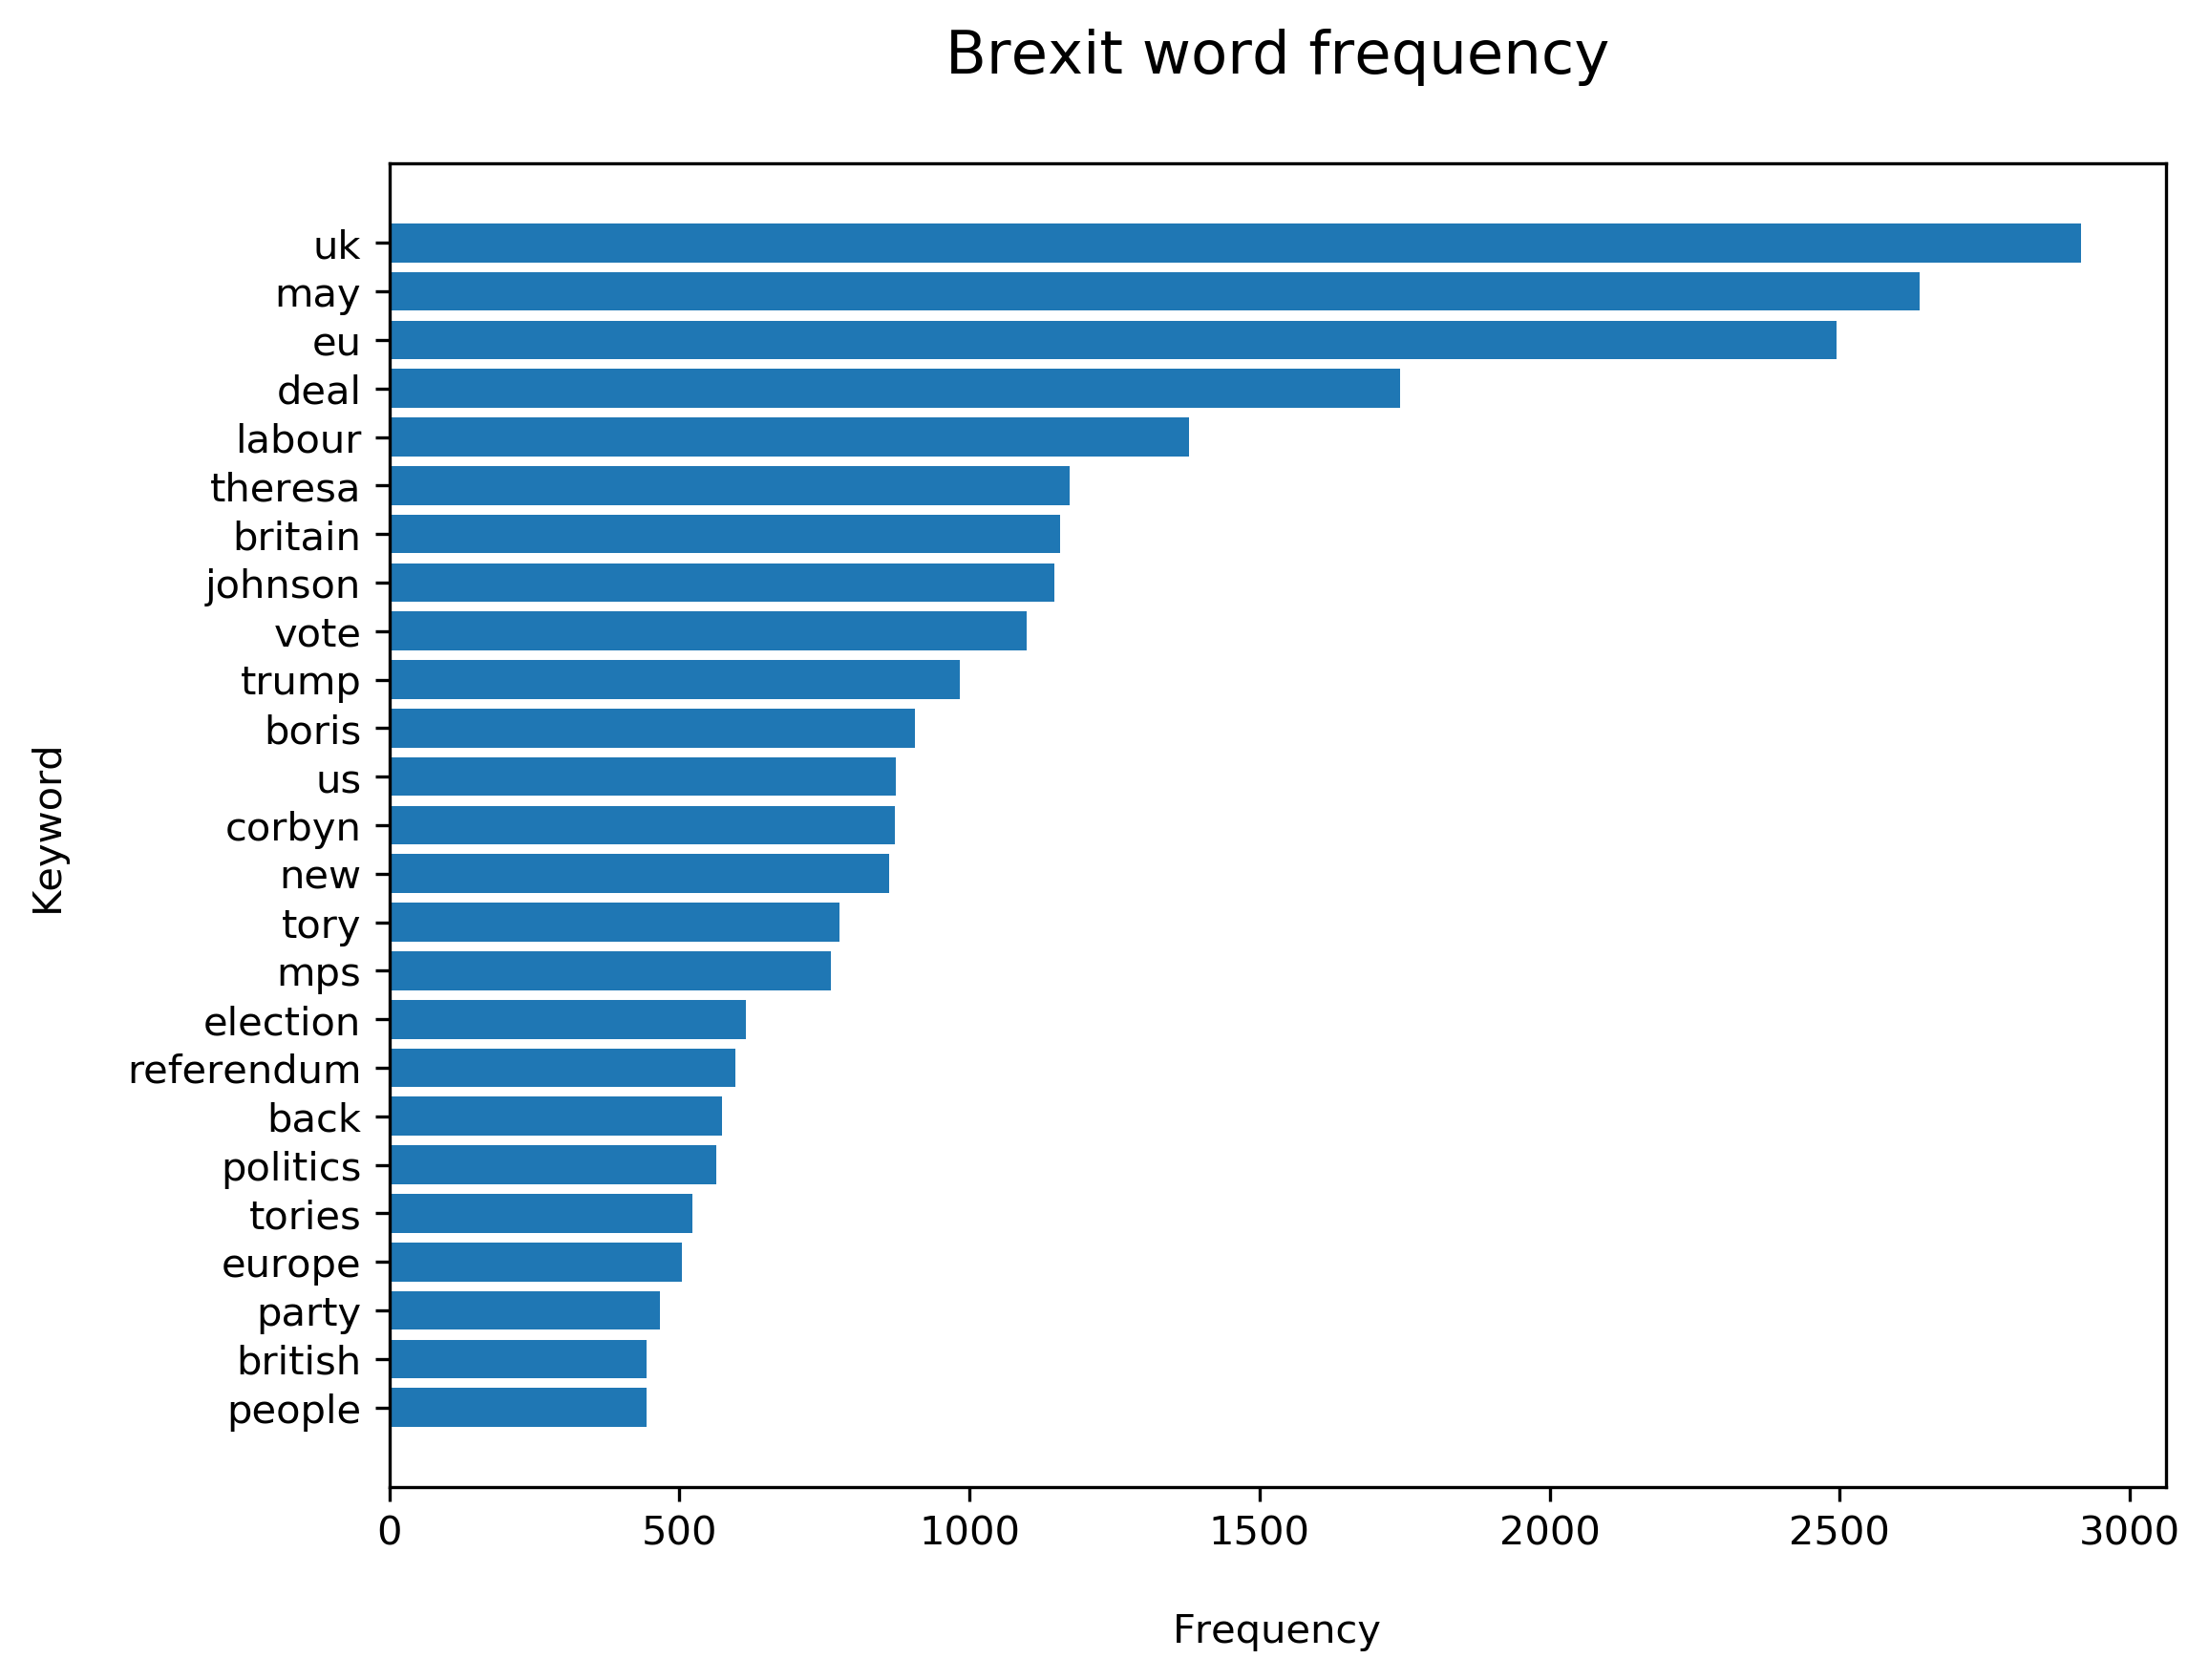 Brexit word frequency
uk
may
eu
deal
labour
theresa
britain
johnson
vote
trump
boris
us
corbyn
new
tory
mps
election
referendum
back
politics
tories
europe
party
british
people
Keyword
0 500 1000 1500 2000 2500 3000
Frequency